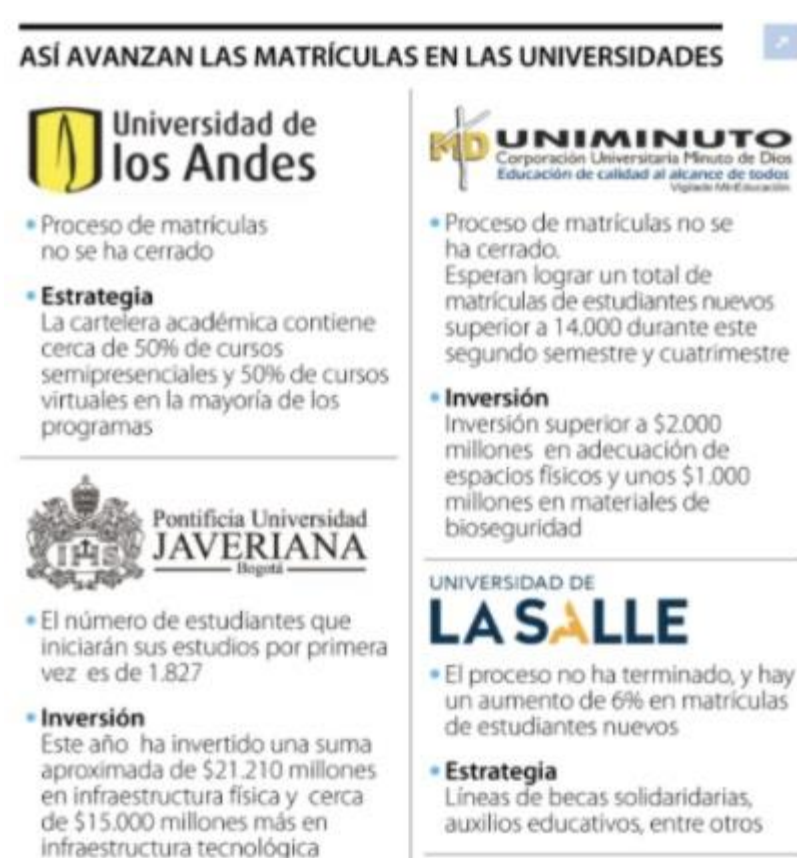 ASÍ AVANZAN LAS MATRÍCULAS EN LAS UNIVERSIDADES
Universidad de
los Andes
• Proceso de matrículas
no se ha cerrado
• Estrategia
La cartelera académica contiene
cerca de 50% de cursos
semipresenciales y 50% de cursos
virtuales en la mayoría de los
programas
Pontificia Universidad
JAVERIANA
Bogotá
• El número de estudiantes que
iniciarán sus estudios por primera
vez es de 1.827
• Inversión
Este año ha invertido una suma
aproximada de $21.210 millones
en infraestructura física y cerca
de $15.000 millones más en
infraestructura tecnológica
MD UNIMINUTO
Corporación Universitaria Minuto de Dios
Educación de calidad al alcance de todos
Vigilada MinEducación
• Proceso de matrículas no se
ha cerrado.
Esperan lograr un total de
matrículas de estudiantes nuevos
superior a 14.000 durante este
segundo semestre y cuatrimestre
• Inversión
Inversión superior a $2.000
millones en adecuación de
espacios físicos y unos $1.000
millones en materiales de
bioseguridad
UNIVERSIDAD DE
LA SALLE
• El proceso no ha terminado, y hay
un aumento de 6% en matrículas
de estudiantes nuevos
• Estrategia
Líneas de becas solidaridarias,
auxilios educativos, entre otros